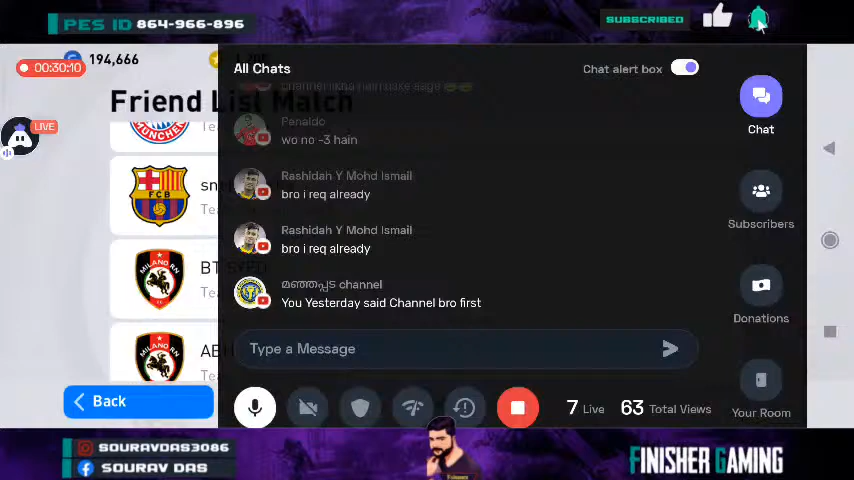 PES ID 864-966-896
SUBSCRIBED
194,666
00:30:10
All Chats
Chat alert box
Friend List Match
LIVE
Chat
Penaldo
wo no -3 hain
Rashidah Y Mohd Ismail
bro i req already
Rashidah Y Mohd Ismail
bro i req already
Subscribers
മഞ്ഞപ്പട channel
You Yesterday said Channel bro first
Donations
Type a Message
Back
7 Live
63 Total Views
Your Room
SOURAVDAS3086
SOURAV DAS
FINISHER GAMING